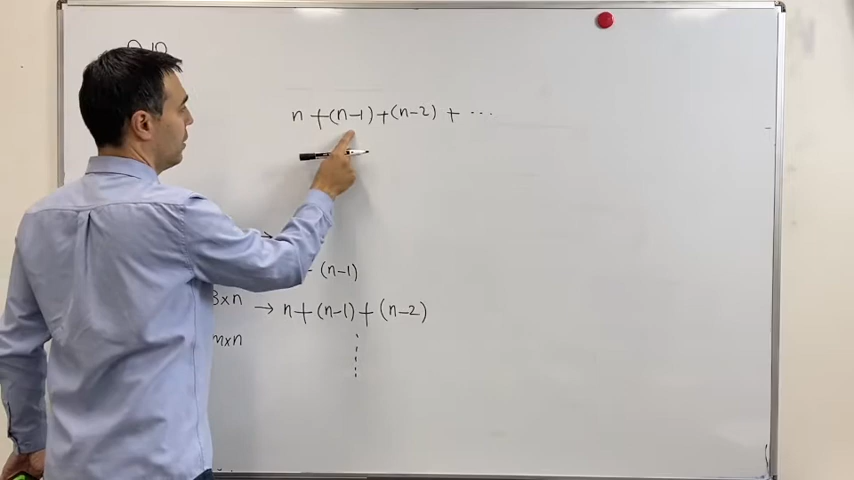 n + (n-1) + (n-2) + ...
(n-1)
3×n → n + (n-1) + (n-2)
m×n